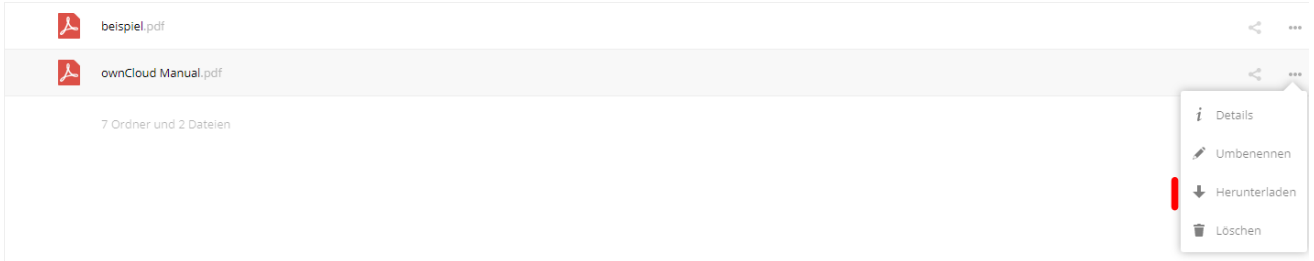 beispiel.pdf
ownCloud Manual.pdf
7 Ordner und 2 Dateien
Details
Umbenennen
Herunterladen
Löschen